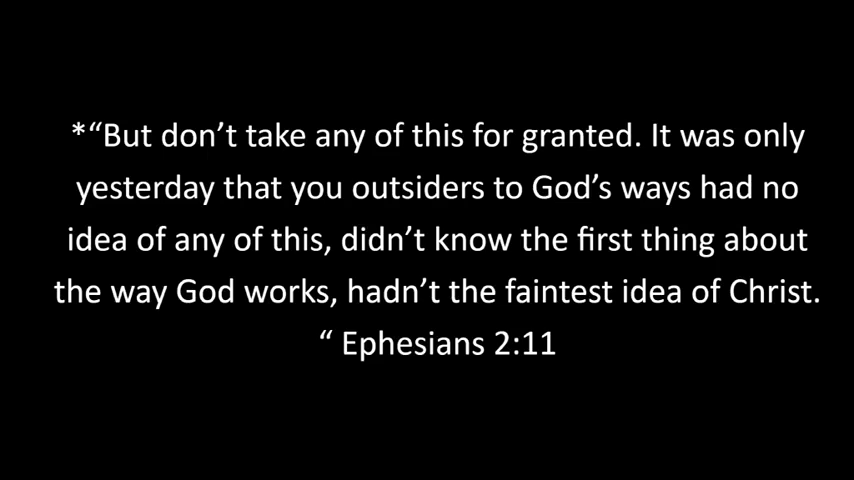 *“But don’t take any of this for granted. It was only
yesterday that you outsiders to God’s ways had no
idea of any of this, didn’t know the first thing about
the way God works, hadn’t the faintest idea of Christ.
“ Ephesians 2:11